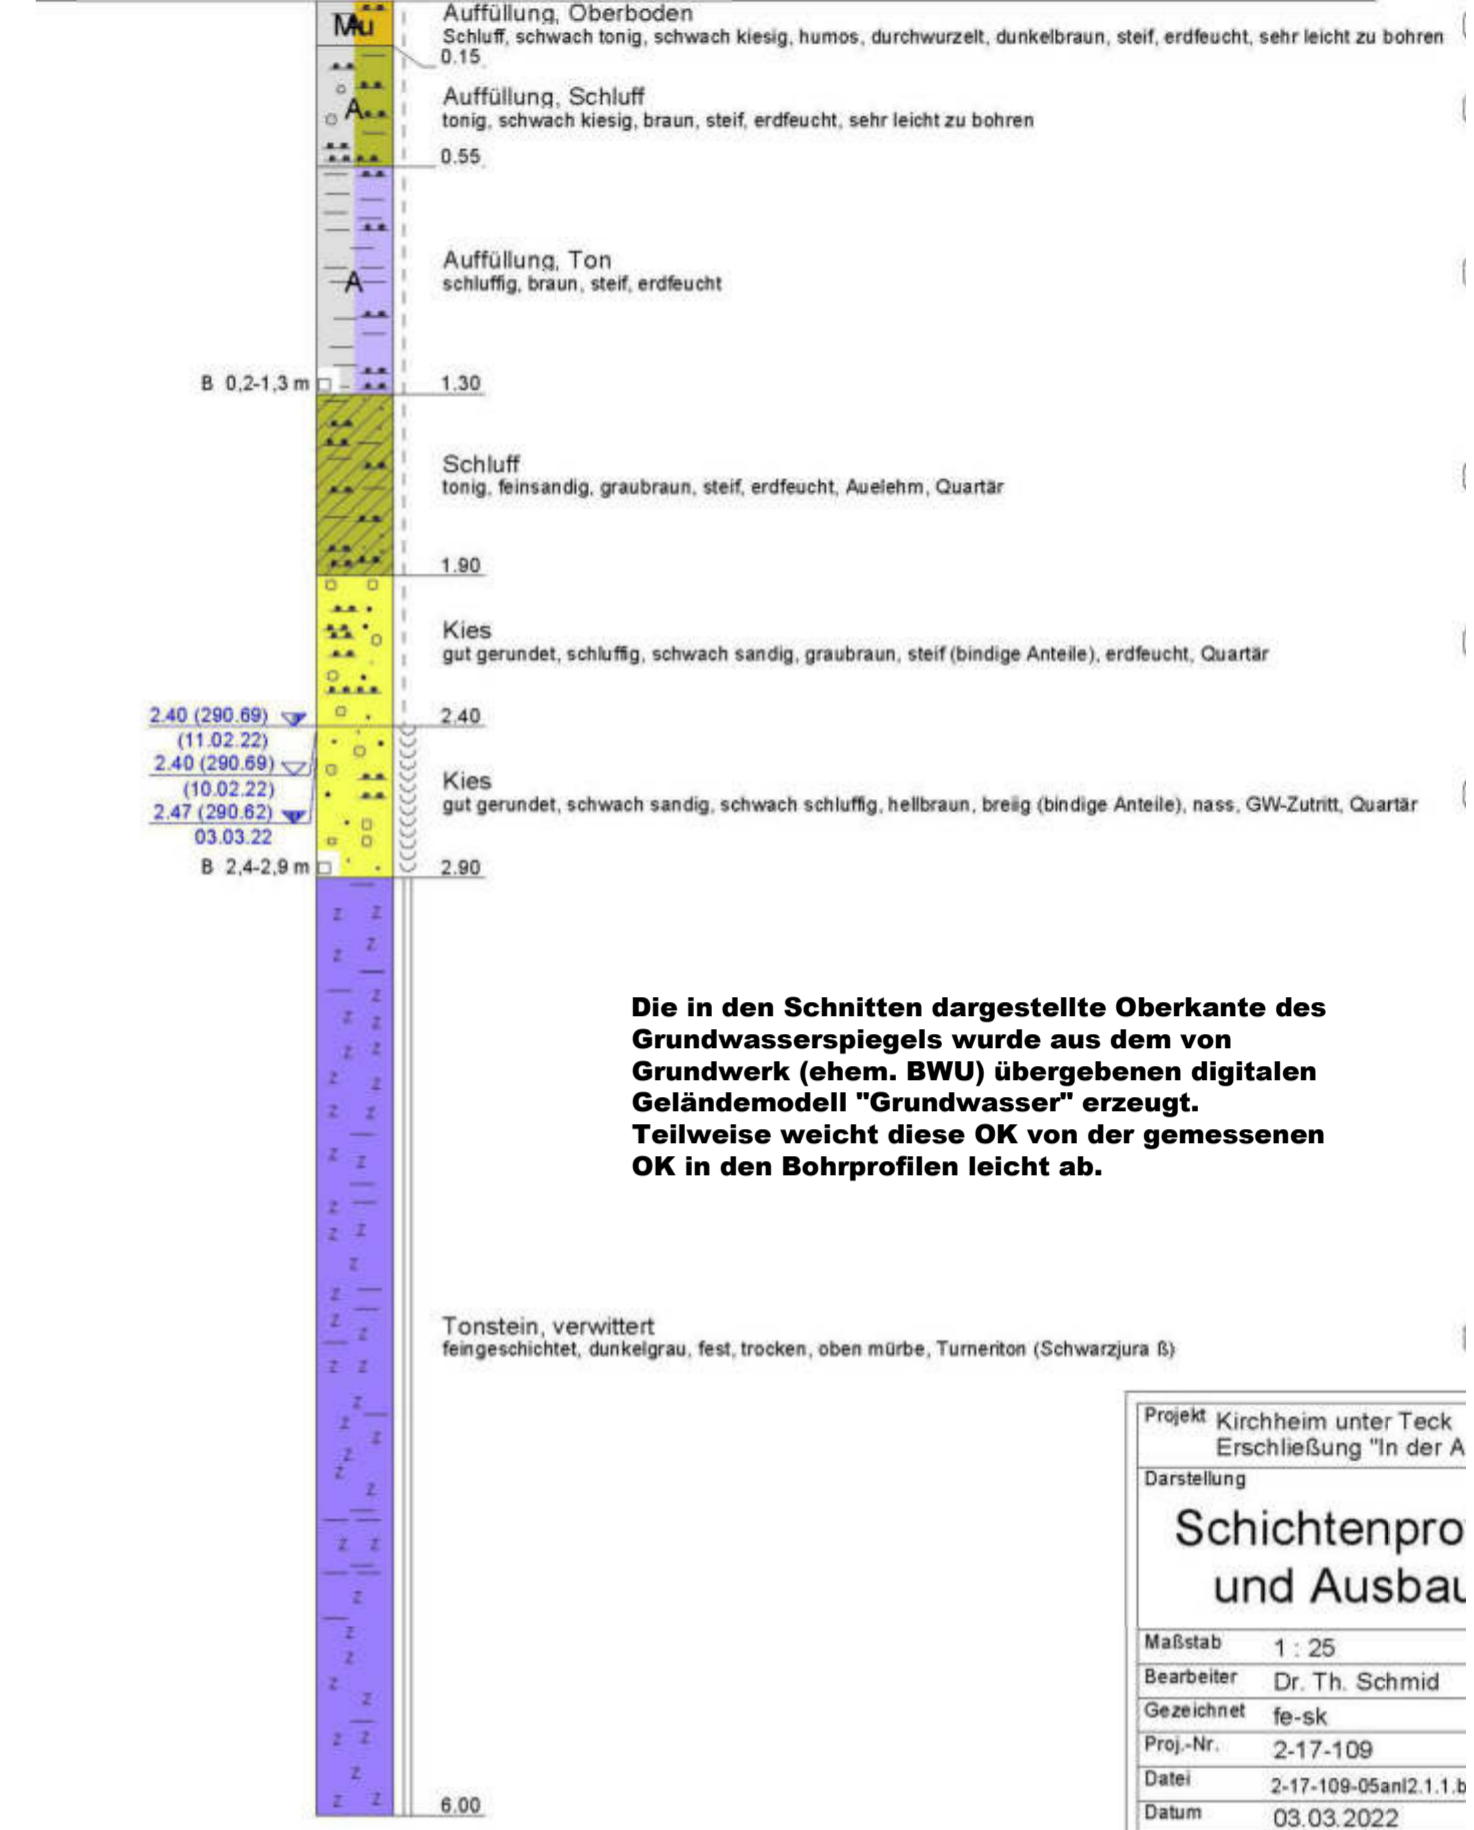 Mu
A
Auffüllung, Oberboden
Schluff, schwach tonig, schwach kiesig, humos, durchwurzelt, dunkelbraun, steif, erdfeucht, sehr leicht zu bohren
0.15
A
Auffüllung, Schluff
tonig, schwach kiesig, braun, steif, erdfeucht, sehr leicht zu bohren
0.55
A
Auffüllung, Ton
schluffig, braun, steif, erdfeucht
B 0,2-1,3 m
1.30
Schluff
tonig, feinsandig, graubraun, steif, erdfeucht, Auelehm, Quartär
1.90
Kies
gut gerundet, schluffig, schwach sandig, graubraun, steif (bindige Anteile), erdfeucht, Quartär
2.40 (290.69)
2.40
(11.02.22)
2.40 (290.69)
(10.02.22)
2.47 (290.62)
03.03.22
Kies
gut gerundet, schwach sandig, schwach schluffig, hellbraun, breiig (bindige Anteile), nass, GW-Zutritt, Quartär
B 2,4-2,9 m
2.90
Die in den Schnitten dargestellte Oberkante des
Grundwasserspiegels wurde aus dem von
Grundwerk (ehem. BWU) übergebenen digitalen
Geländemodell "Grundwasser" erzeugt.
Teilweise weicht diese OK von der gemessenen
OK in den Bohrprofilen leicht ab.
Tonstein, verwittert
feingeschichtet, dunkelgrau, fest, trocken, oben mürbe, Turneriton (Schwarzjura ß)
6.00
Projekt Kirchheim unter Teck
Erschließung "In der A
Darstellung
Schichtenpro
und Ausbau
Maßstab 1 : 25
Bearbeiter Dr. Th. Schmid
Gezeichnet fe-sk
Proj.-Nr. 2-17-109
Datei 2-17-109-05anl2.1.1.b
Datum 03.03.2022